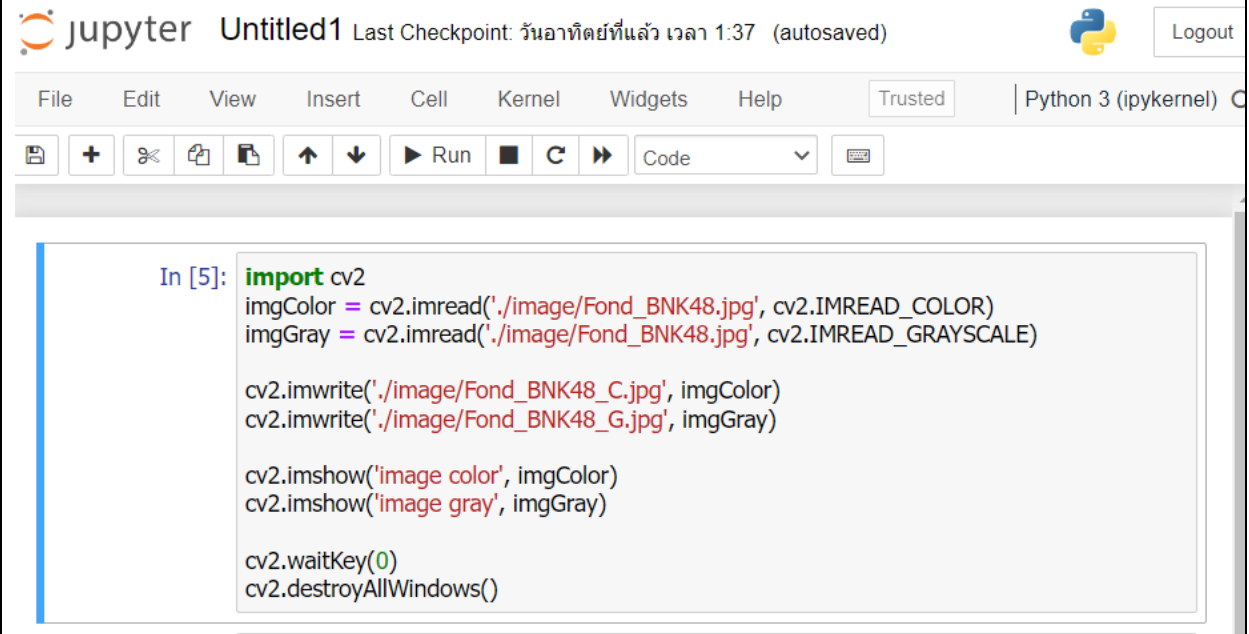 jupyter Untitled1 Last Checkpoint: วันอาทิตย์ที่แล้ว เวลา 1:37 (autosaved) Logout
File Edit View Insert Cell Kernel Widgets Help Trusted Python 3 (ipykernel)
Run Code
In [5]: import cv2
imgColor = cv2.imread('./image/Fond_BNK48.jpg', cv2.IMREAD_COLOR)
imgGray = cv2.imread('./image/Fond_BNK48.jpg', cv2.IMREAD_GRAYSCALE)
cv2.imwrite('./image/Fond_BNK48_C.jpg', imgColor)
cv2.imwrite('./image/Fond_BNK48_G.jpg', imgGray)
cv2.imshow('image color', imgColor)
cv2.imshow('image gray', imgGray)
cv2.waitKey(0)
cv2.destroyAllWindows()